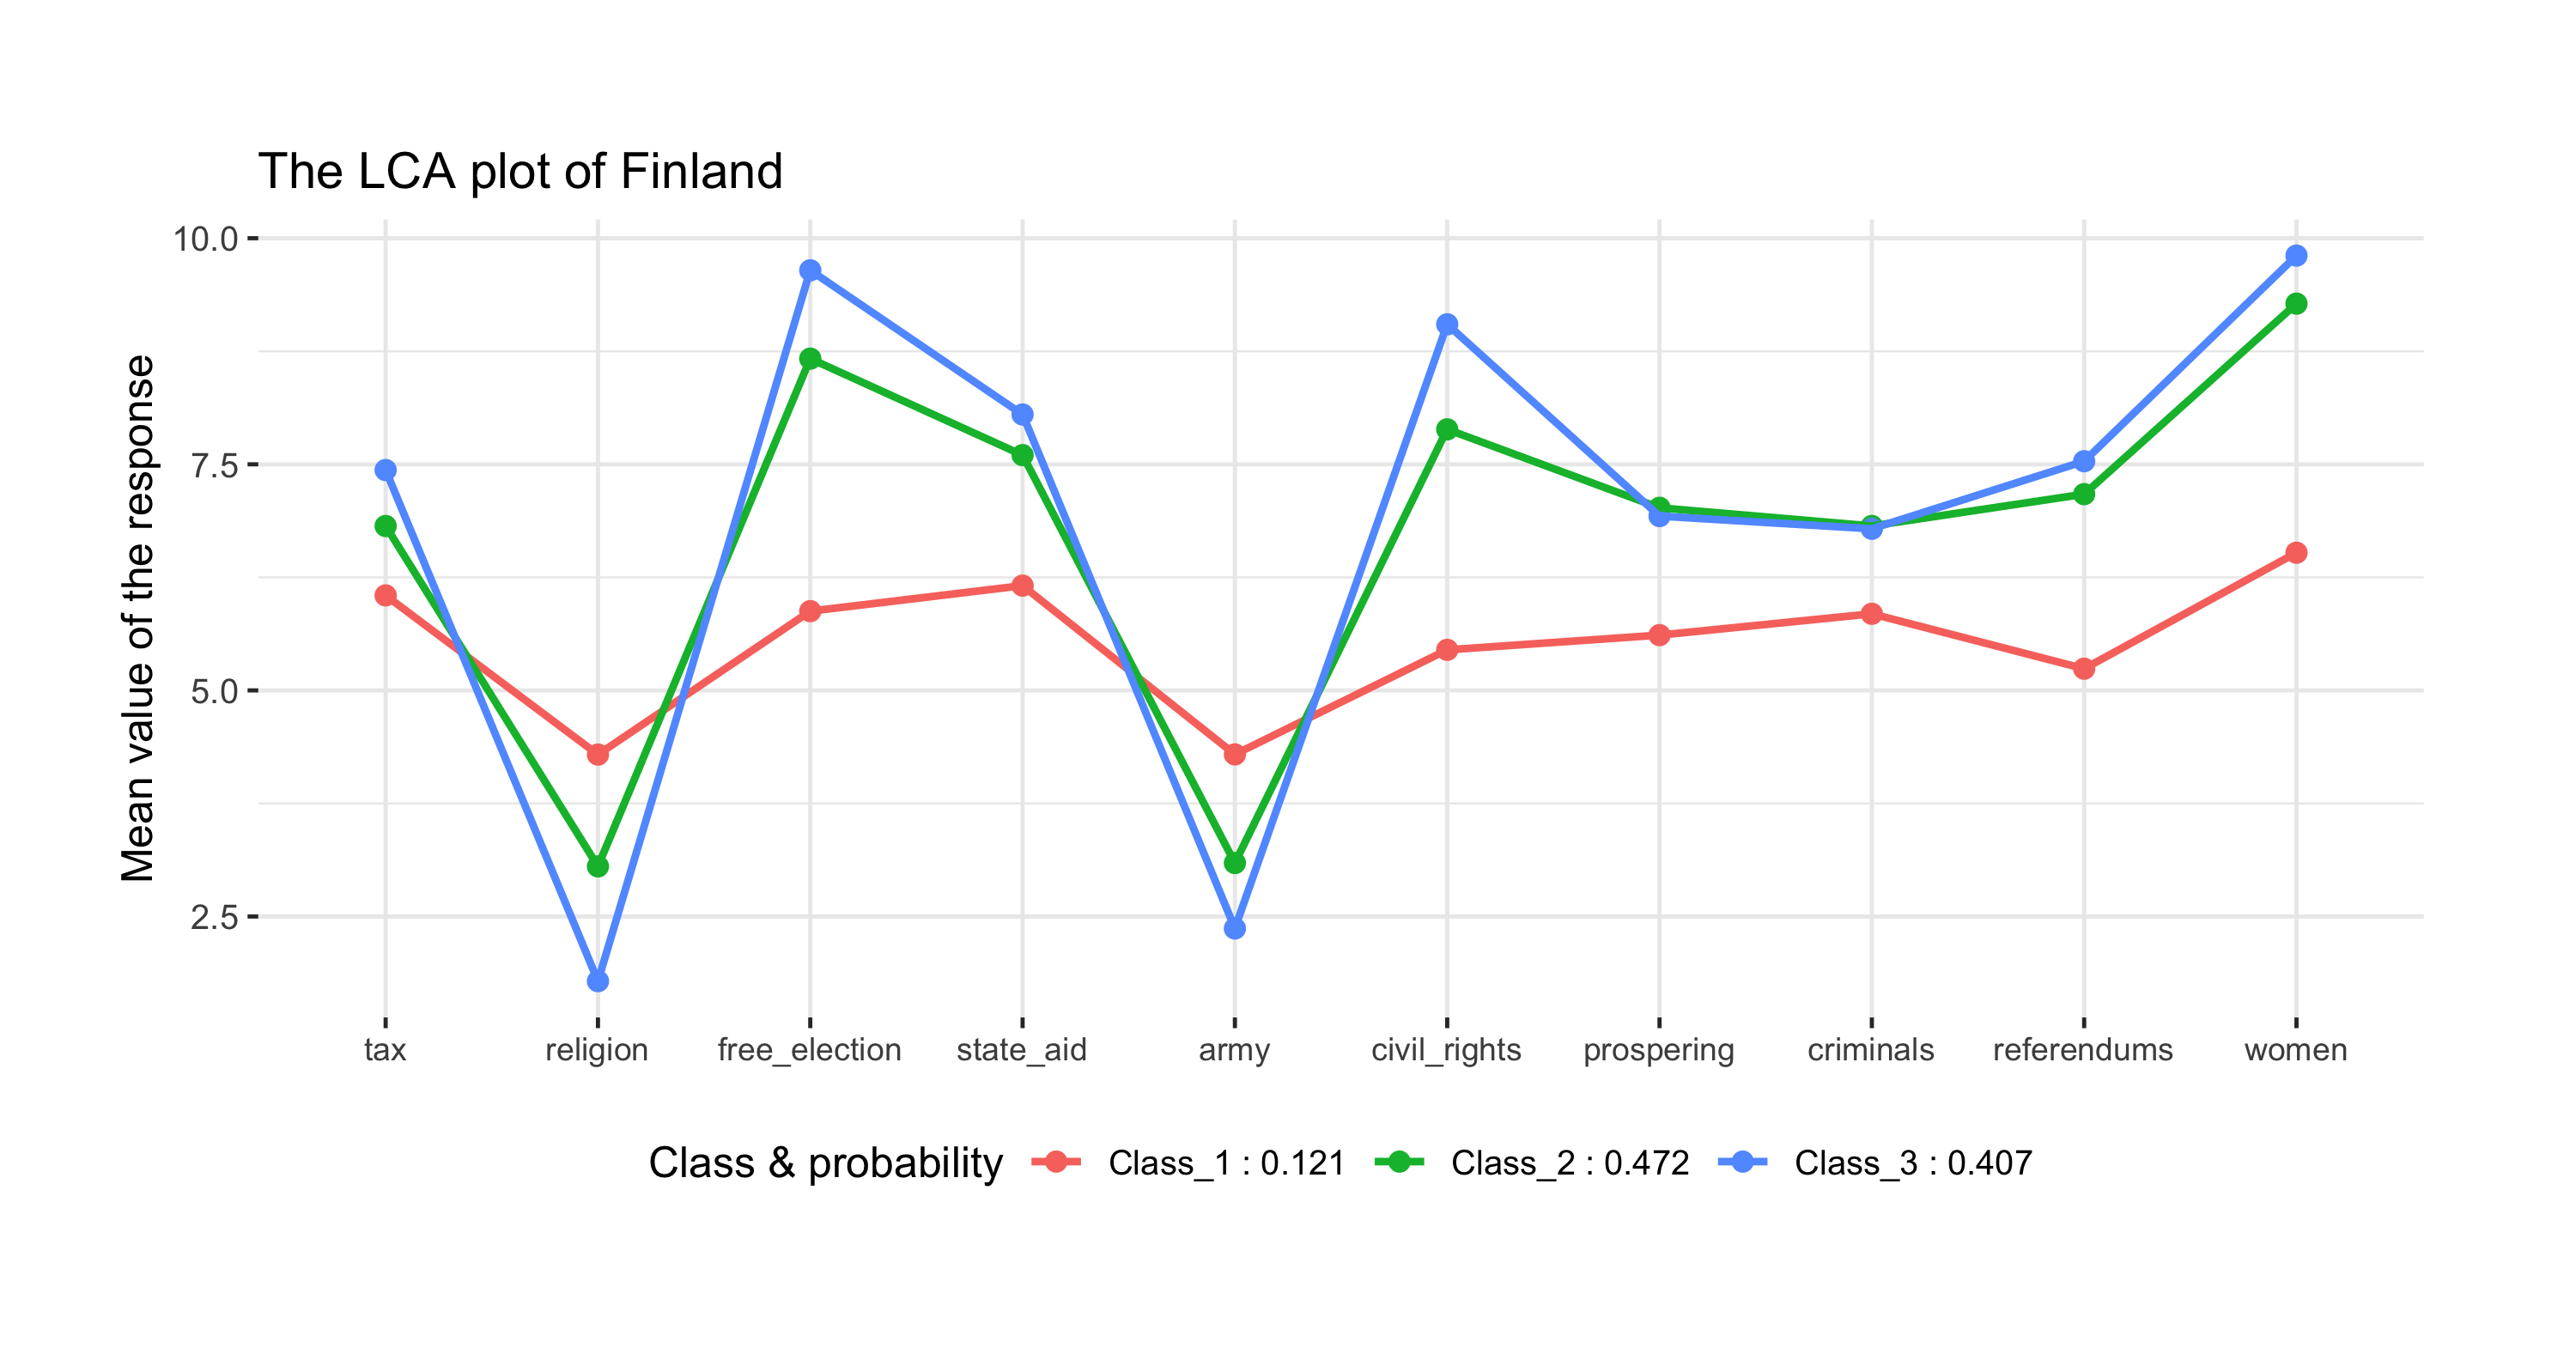 The LCA plot of Finland
Mean value of the response
10.0
7.5
5.0
2.5
tax religion free_election state_aid army civil_rights prospering criminals referendums women
Class & probability Class_1 : 0.121 Class_2 : 0.472 Class_3 : 0.407